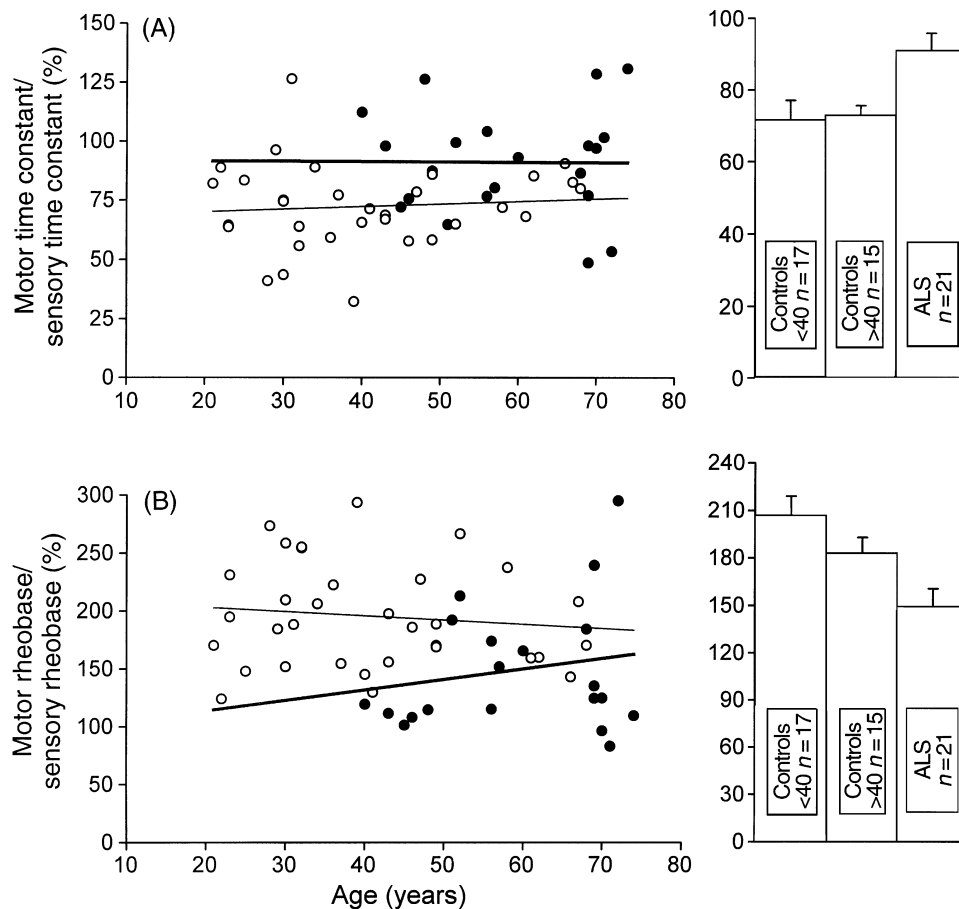 (A)
Motor time constant/
sensory time constant (%)
150
125
100
75
50
25
0
10 20 30 40 50 60 70 80
100
80
60
40
20
0
Controls
<40 n=17
Controls
>40 n=15
ALS
n=21
(B)
Motor rheobase/
sensory rheobase (%)
300
250
200
150
100
50
0
10 20 30 40 50 60 70 80
Age (years)
240
210
180
150
120
90
60
30
0
Controls
<40 n=17
Controls
>40 n=15
ALS
n=21